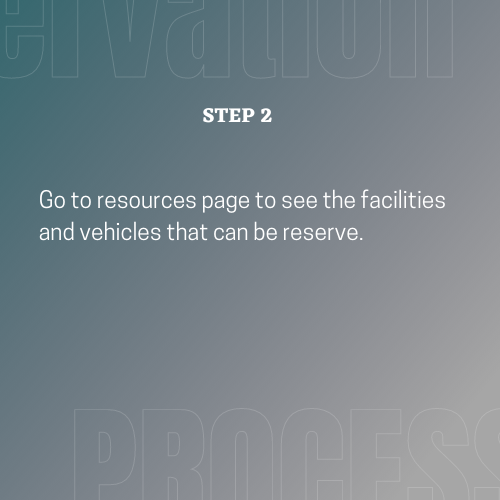 ervation
STEP 2
Go to resources page to see the facilities
and vehicles that can be reserve.
PROCESS